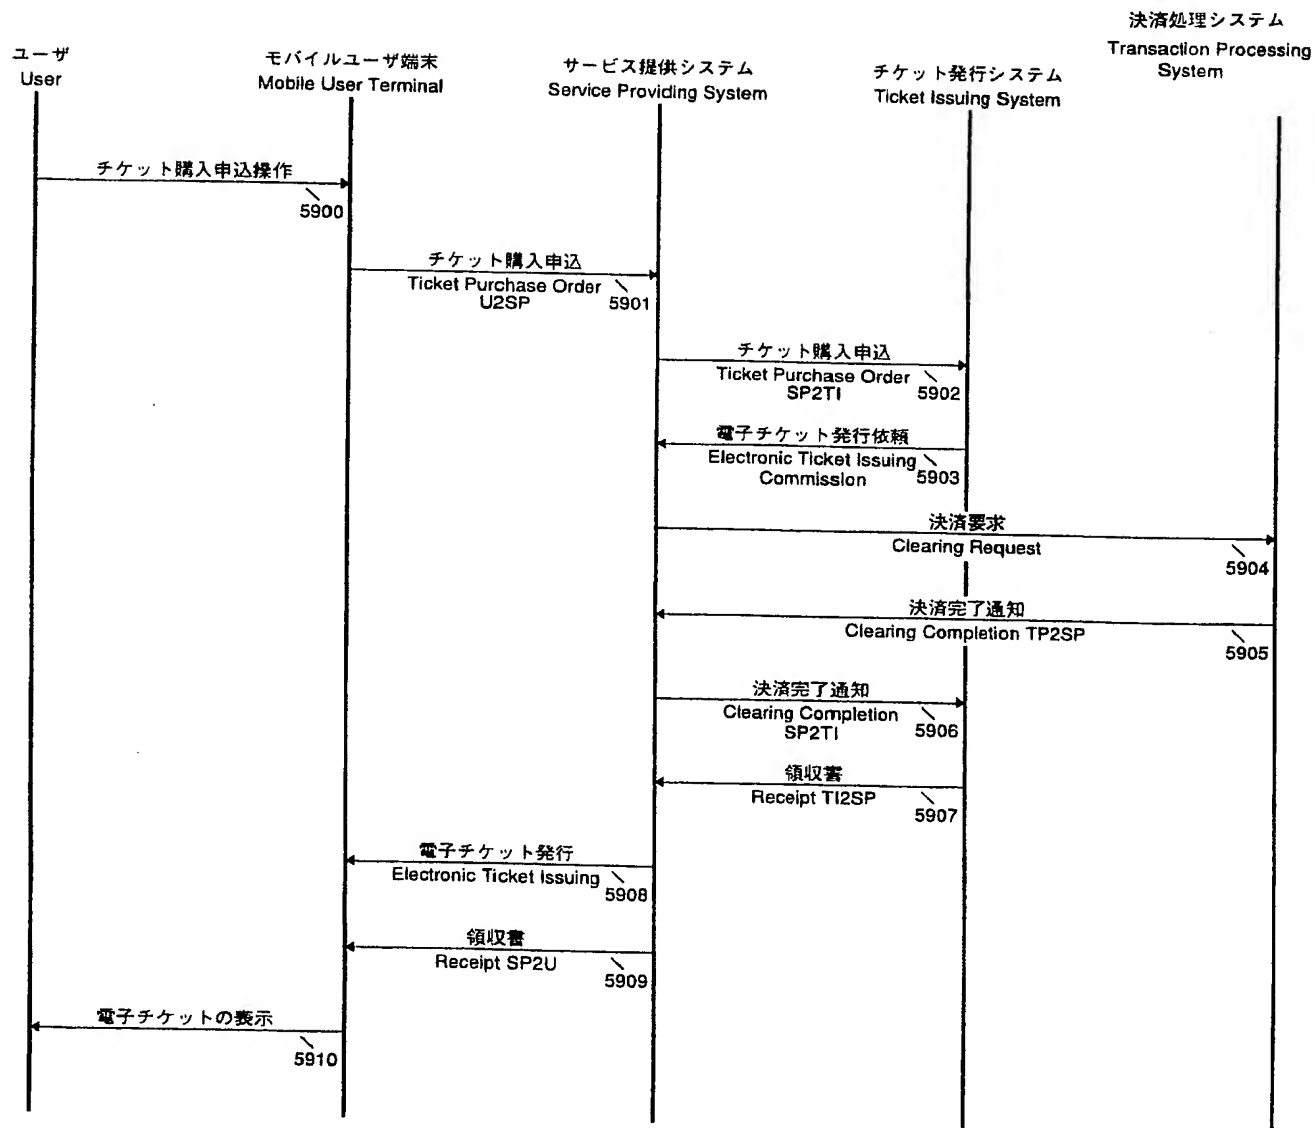 決済処理システム
Transaction Processing
System
ユーザ
User
モバイルユーザ端末
Mobile User Terminal
サービス提供システム
Service Providing System
チケット発行システム
Ticket Issuing System
チケット購入申込操作
5900
チケット購入申込
Ticket Purchase Order
U2SP
5901
チケット購入申込
Ticket Purchase Order
SP2TI
5902
電子チケット発行依頼
Electronic Ticket Issuing
Commission
5903
決済要求
Clearing Request
5904
決済完了通知
Clearing Completion TP2SP
5905
決済完了通知
Clearing Completion
SP2TI
5906
領収書
Receipt TI2SP
5907
電子チケット発行
Electronic Ticket Issuing
5908
領収書
Receipt SP2U
5909
電子チケットの表示
5910